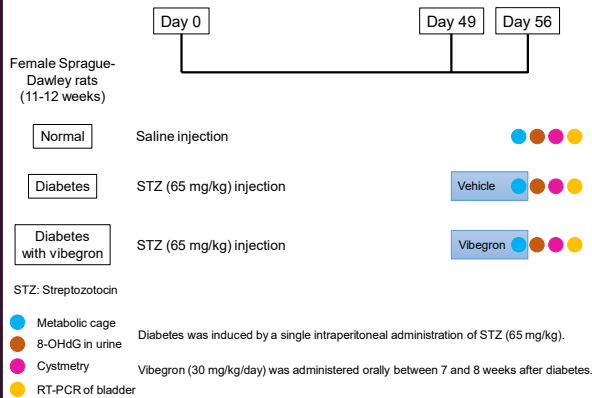 Day 0
Day 49
Day 56
Female Sprague-
Dawley rats
(11-12 weeks)
Normal
Saline injection
Diabetes
STZ (65 mg/kg) injection
Vehicle
Diabetes
with vibegron
STZ (65 mg/kg) injection
Vibegron
STZ: Streptozotocin
Metabolic cage
8-OHdG in urine
Cystmetry
RT-PCR of bladder
Diabetes was induced by a single intraperitoneal administration of STZ (65 mg/kg).
Vibegron (30 mg/kg/day) was administered orally between 7 and 8 weeks after diabetes.